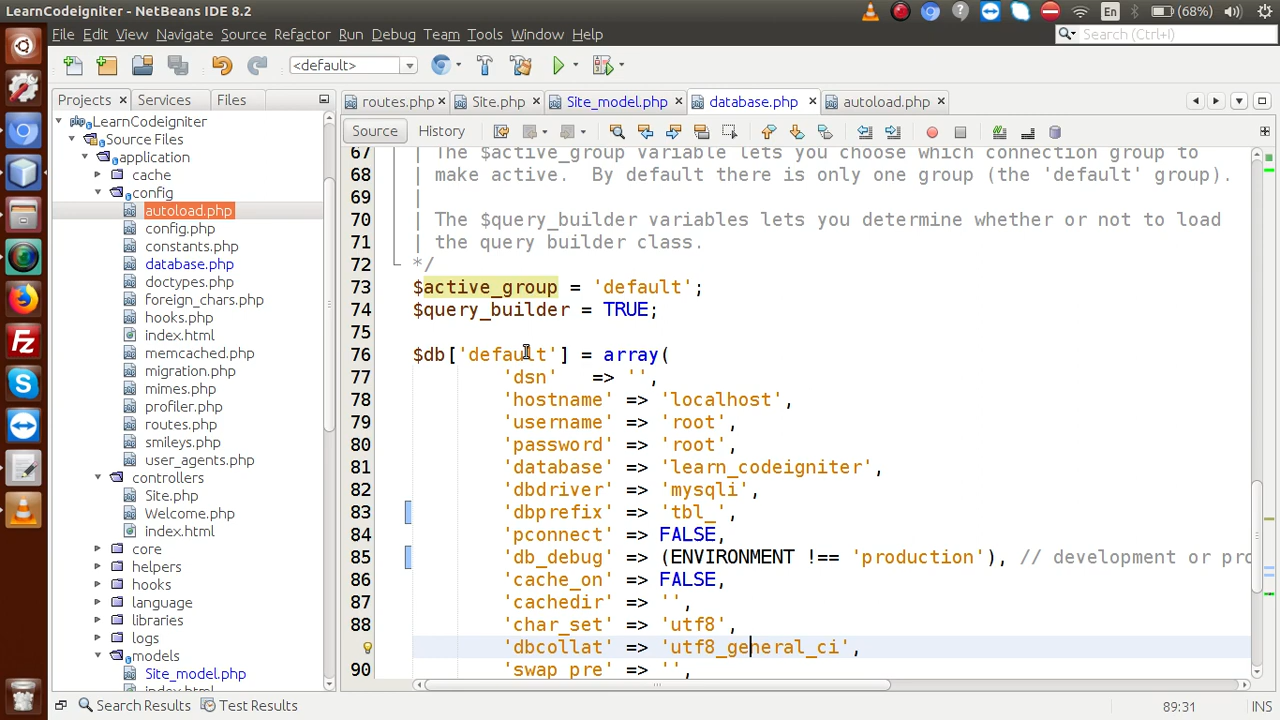 LearnCodeigniter - NetBeans IDE 8.2
En
(68%)
File Edit View Navigate Source Refactor Run Debug Team Tools Window Help
Search (Ctrl+I)
<default>
Projects Services Files
routes.php Site.php Site_model.php database.php autoload.php
Source History
LearnCodeigniter
Source Files
application
cache
config
autoload.php
config.php
constants.php
database.php
doctypes.php
foreign_chars.php
hooks.php
index.html
memcached.php
migration.php
mimes.php
profiler.php
routes.php
smileys.php
user_agents.php
controllers
Site.php
Welcome.php
index.html
core
helpers
hooks
language
libraries
logs
models
Site_model.php
index.html
67 | The $active_group variable lets you choose which connection group to
68 | make active.  By default there is only one group (the 'default' group).
69 |
70 | The $query_builder variables lets you determine whether or not to load
71 | the query builder class.
72 */
73 $active_group = 'default';
74 $query_builder = TRUE;
75
76 $db['default'] = array(
77 'dsn' => '',
78 'hostname' => 'localhost',
79 'username' => 'root',
80 'password' => 'root',
81 'database' => 'learn_codeigniter',
82 'dbdriver' => 'mysqli',
83 'dbprefix' => 'tbl_',
84 'pconnect' => FALSE,
85 'db_debug' => (ENVIRONMENT !== 'production'), // development or pro
86 'cache_on' => FALSE,
87 'cachedir' => '',
88 'char_set' => 'utf8',
89 'dbcollat' => 'utf8_general_ci',
90 'swap_pre' => '',
Search Results Test Results
89:31 INS